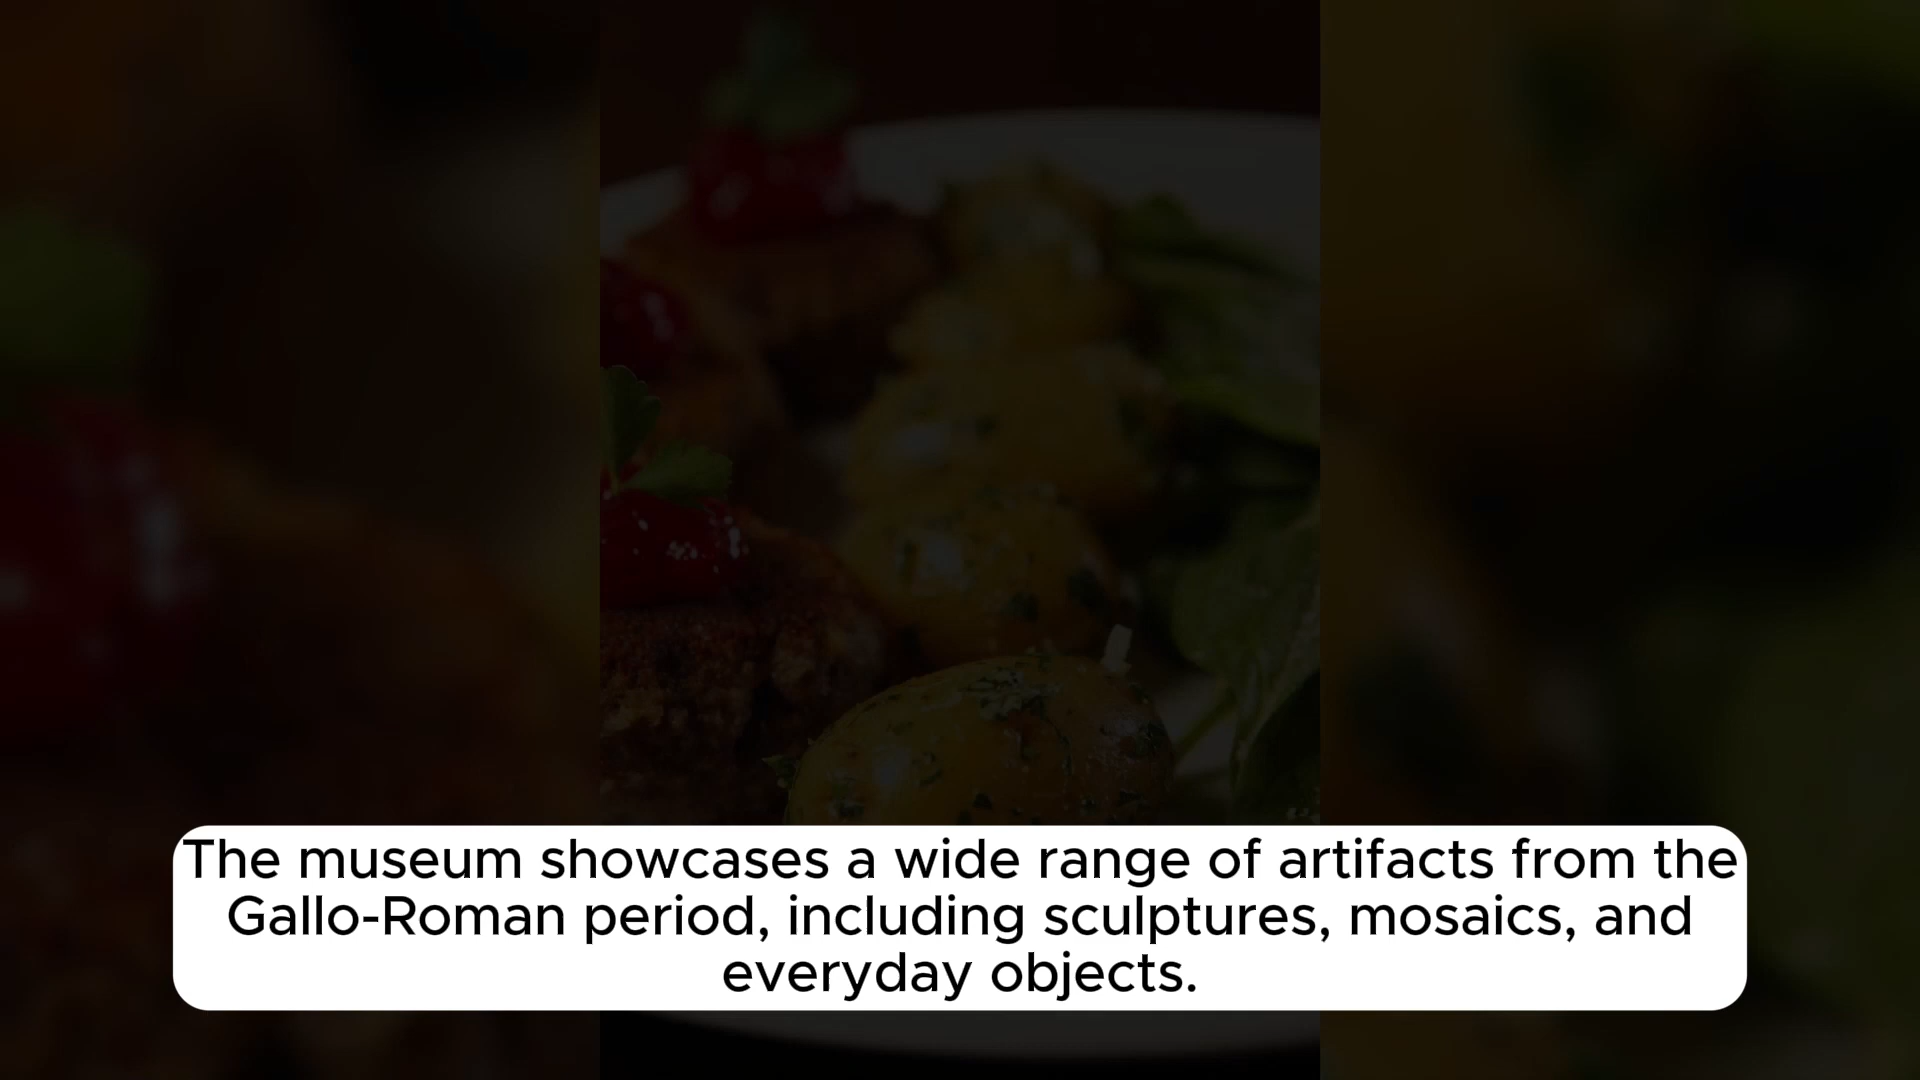 The museum showcases a wide range of artifacts from the
Gallo-Roman period, including sculptures, mosaics, and
everyday objects.